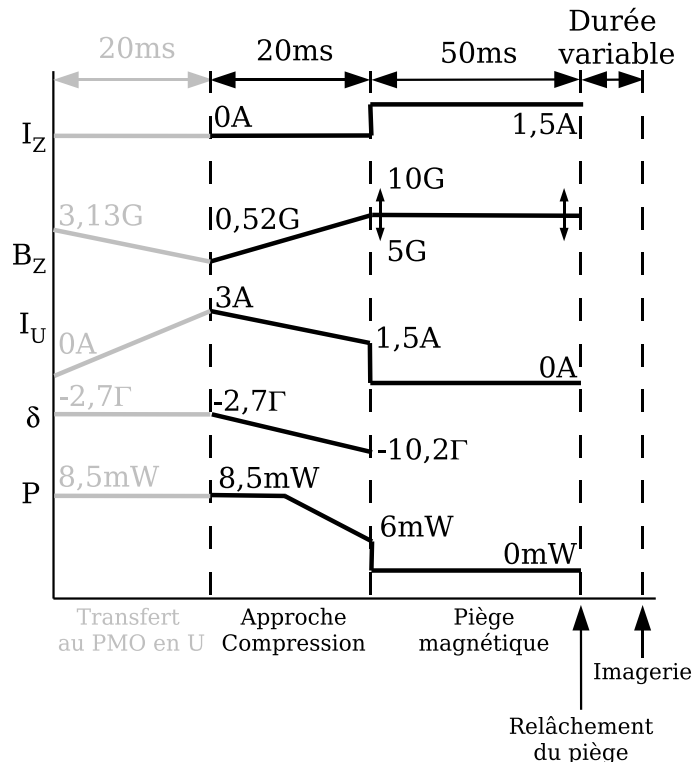 Durée
variable
20ms
20ms
50ms
I_Z
0A
1,5A
B_Z
3,13G
0,52G
10G
5G
I_U
0A
3A
1,5A
0A
δ
-2,7Γ
-2,7Γ
-10,2Γ
P
8,5mW
8,5mW
6mW
0mW
Transfert
au PMO en U
Approche
Compression
Piège
magnétique
Imagerie
Relâchement
du piège